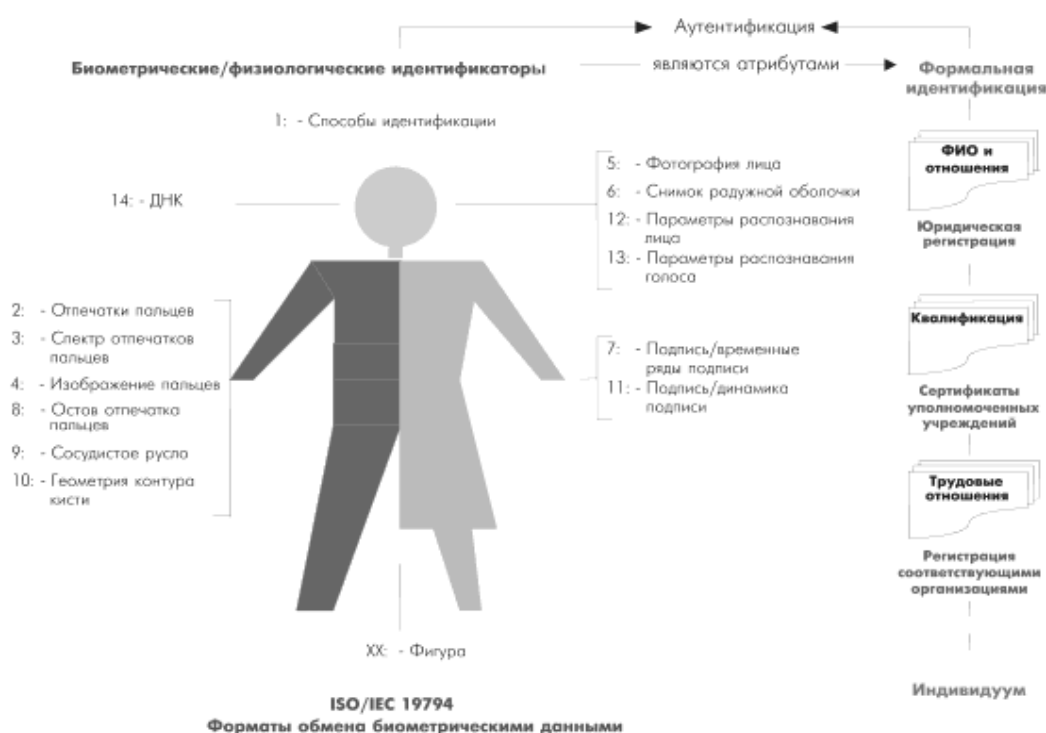 Аутентификация
Биометрические/физиологические идентификаторы
являются атрибутами
Формальная
идентификация
1: - Способы идентификации
14: - ДНК
5: - Фотография лица
6: - Снимок радужной оболочки
12: - Параметры распознавания
лица
13: - Параметры распознавания
голоса
2: - Отпечатки пальцев
3: - Спектр отпечатков
пальцев
4: - Изображение пальцев
8: - Остов отпечатка
пальцев
9: - Сосудистое русло
10: - Геометрия контура
кисти
7: - Подпись/временные
ряды подписи
11: - Подпись/динамика
подписи
XX: - Фигура
ISO/IEC 19794
Форматы обмена биометрическими данными
ФИО и
отношения
Юридическая
регистрация
Квалификация
Сертификаты
уполномоченных
учреждений
Трудовые
отношения
Регистрация
соответствующими
организациями
Индивидуум